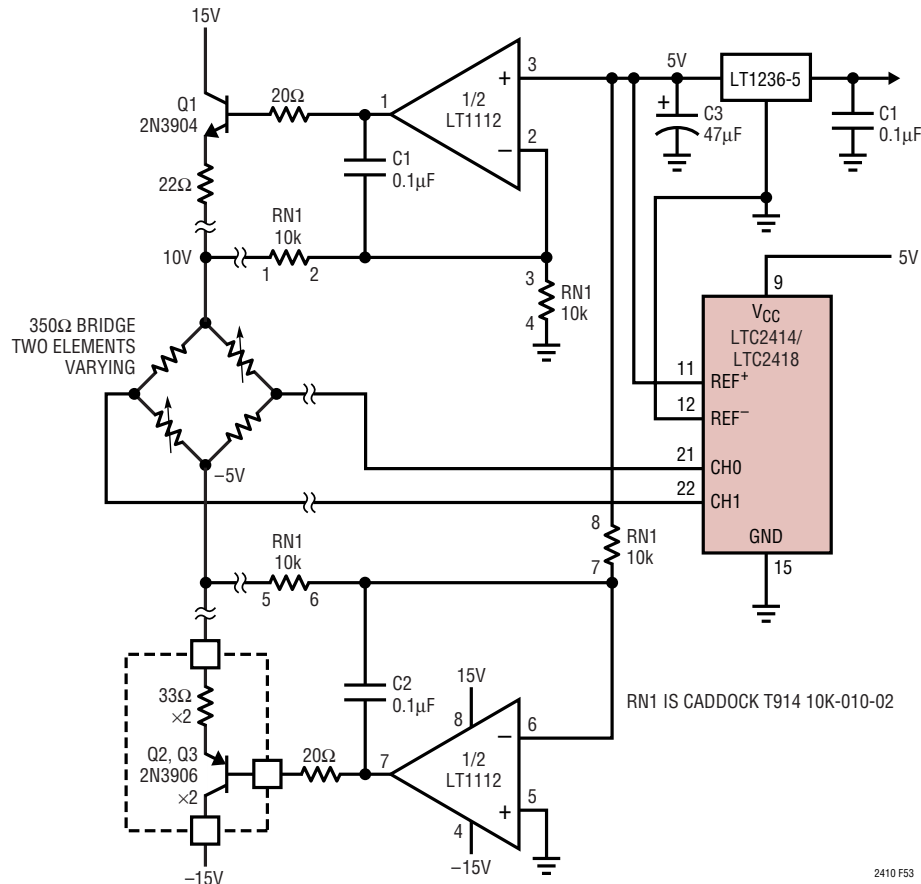 15V
Q1
2N3904
20Ω
1
1/2
LT1112
+
3
−
2
5V
LT1236-5
+
C3
47µF
C1
0.1µF
C1
0.1µF
22Ω
RN1
10k
10V
1
2
3
4
RN1
10k
5V
9
VCC
LTC2414/
LTC2418
11
REF+
12
REF−
21
CH0
22
CH1
GND
15
350Ω BRIDGE
TWO ELEMENTS
VARYING
−5V
8
7
RN1
10k
RN1
10k
5
6
C2
0.1µF
15V
8
RN1 IS CADDOCK T914 10K-010-02
33Ω
×2
Q2, Q3
2N3906
×2
20Ω
7
1/2
LT1112
−
6
+
5
4
−15V
−15V
2410 F53